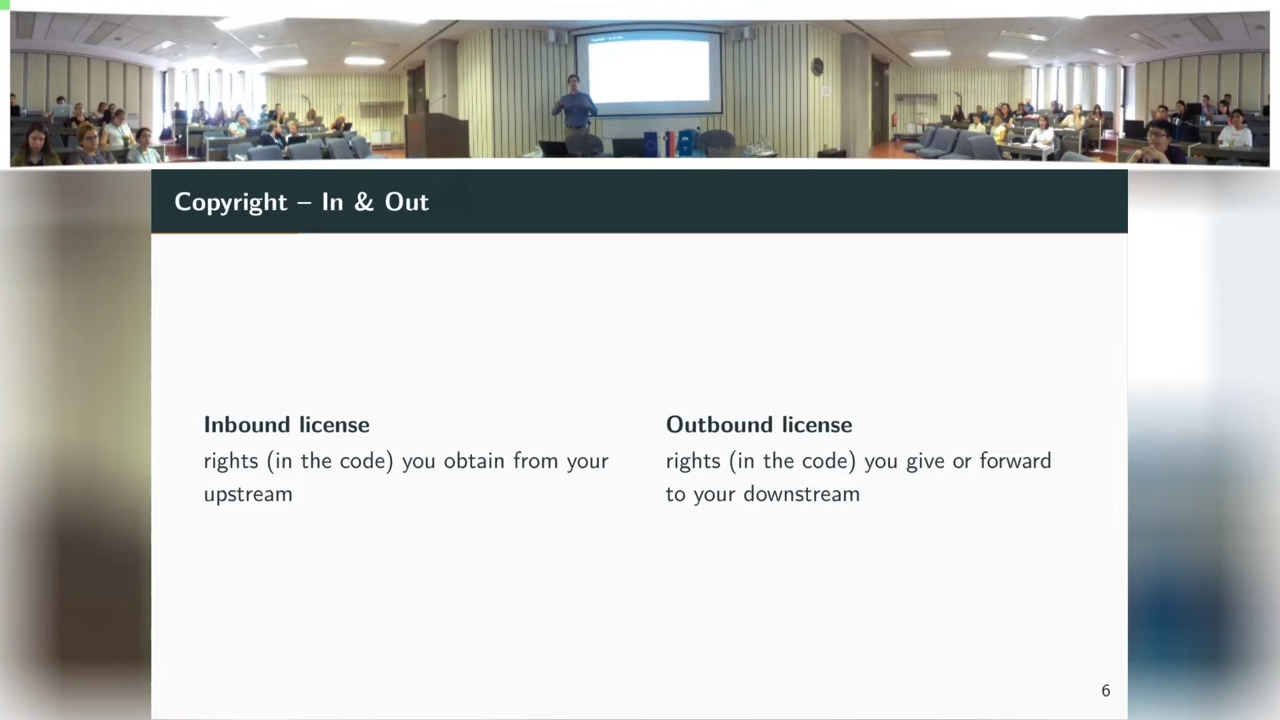 Copyright – In & Out
Inbound license
rights (in the code) you obtain from your
upstream
Outbound license
rights (in the code) you give or forward
to your downstream
6